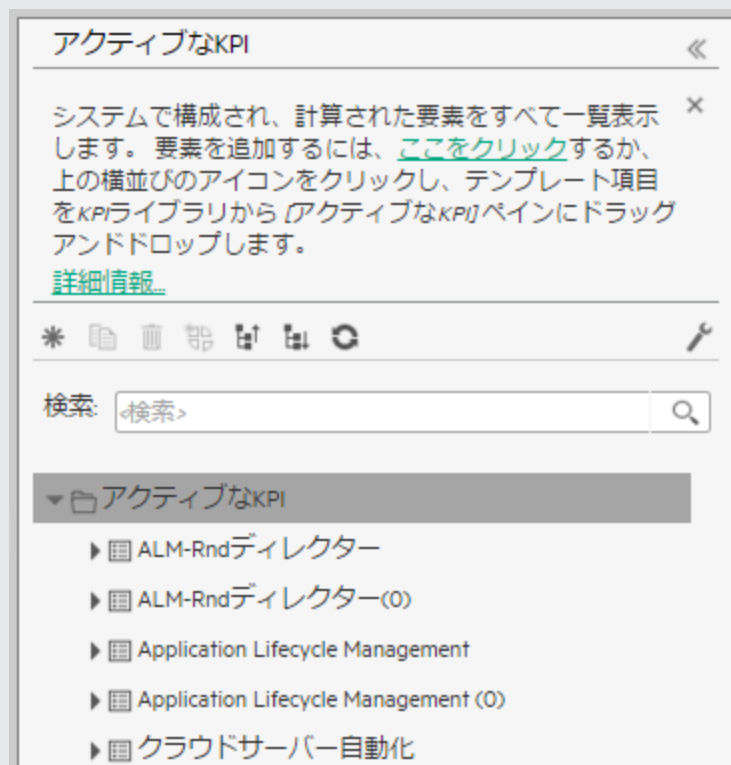 アクティブなKPI
システムで構成され、計算された要素をすべて一覧表示
します。 要素を追加するには、ここをクリックするか、
上の横並びのアイコンをクリックし、テンプレート項目
をKPIライブラリから [アクティブなKPI] ペインにドラッグ
アンドドロップします。
詳細情報...
検索: <検索>
アクティブなKPI
ALM-Rndディレクター
ALM-Rndディレクター(0)
Application Lifecycle Management
Application Lifecycle Management (0)
クラウドサーバー自動化